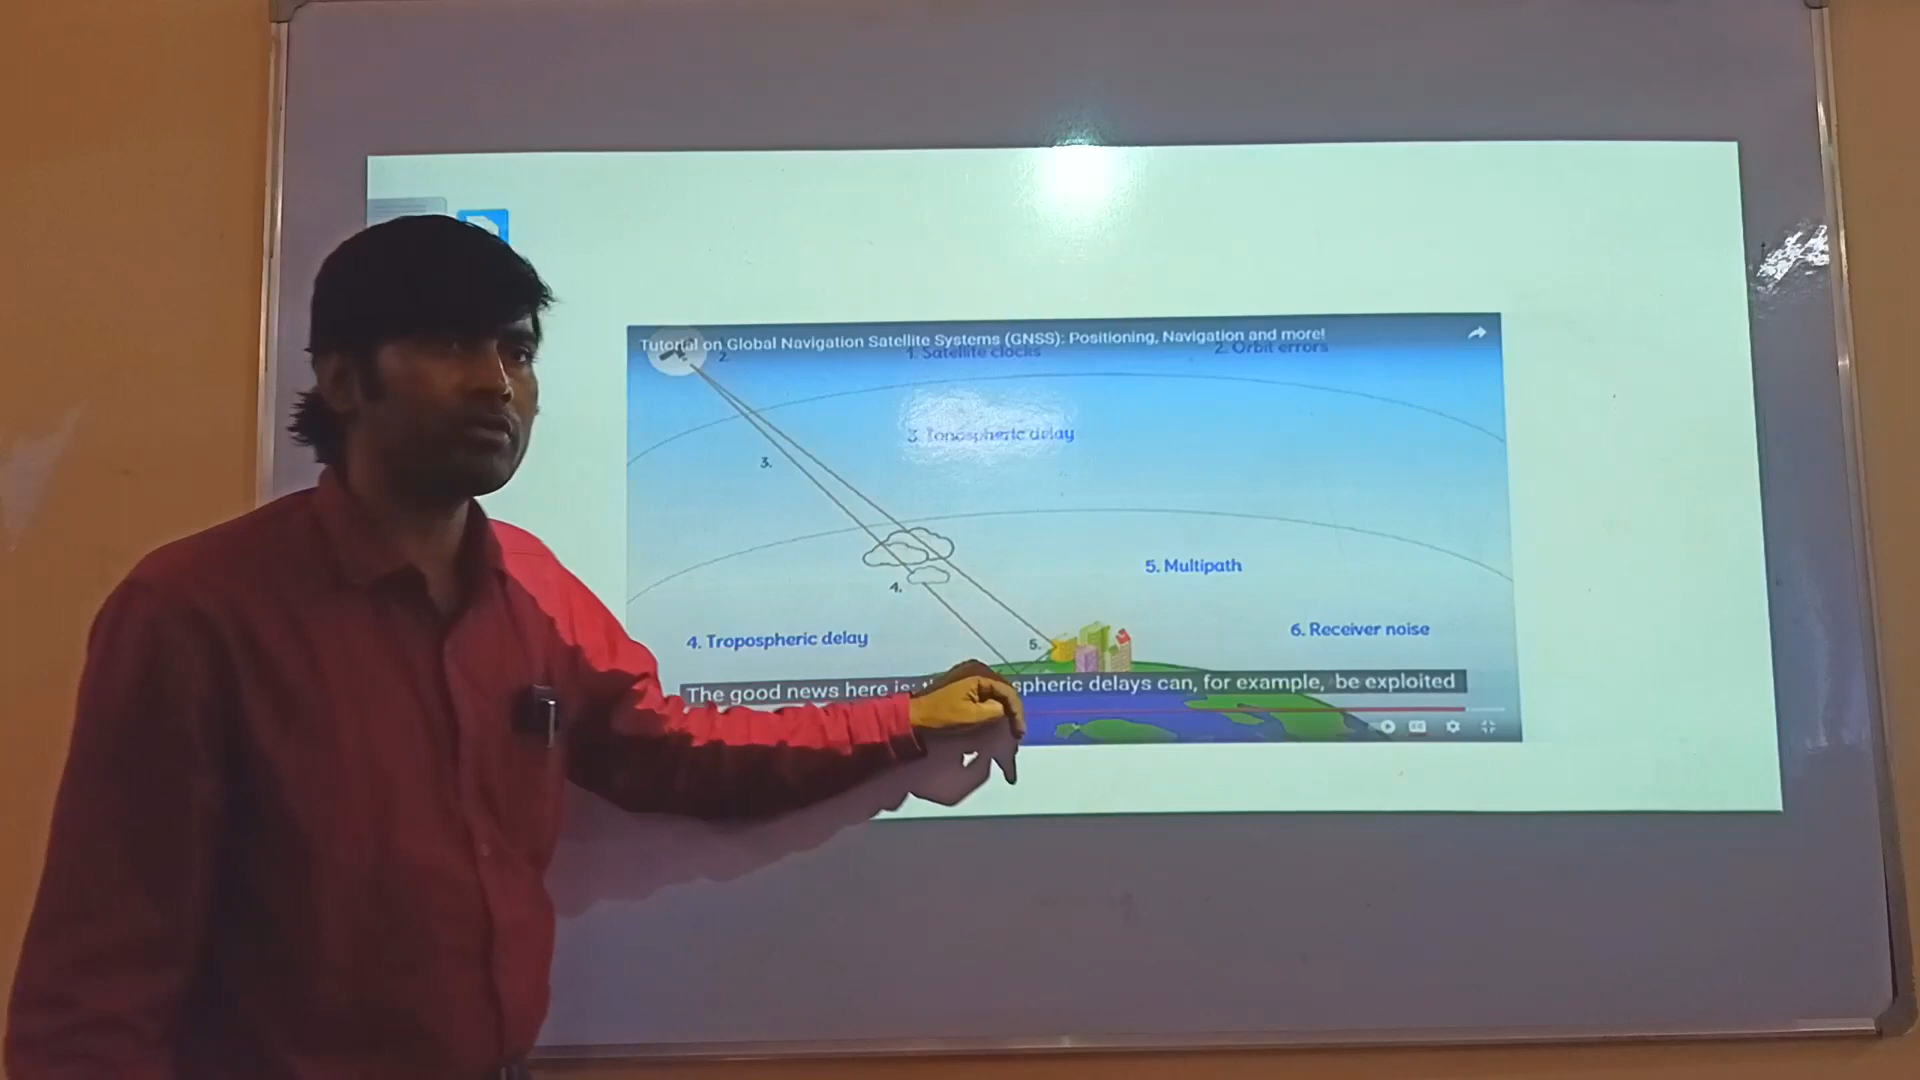 Tutorial on Global Navigation Satellite Systems (GNSS): Positioning, Navigation and more!
2.
1. Satellite clocks
2. Orbit errors
3. Ionospheric delay
3.
5. Multipath
4.
4. Tropospheric delay
5.
6. Receiver noise
The good news here is: spheric delays can, for example, be exploited